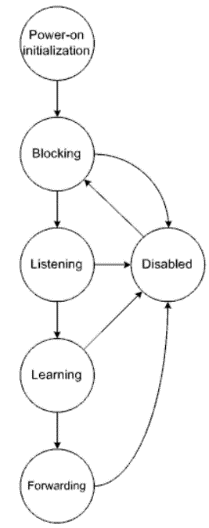 Power-on
initialization
Blocking
Listening
Disabled
Learning
Forwarding